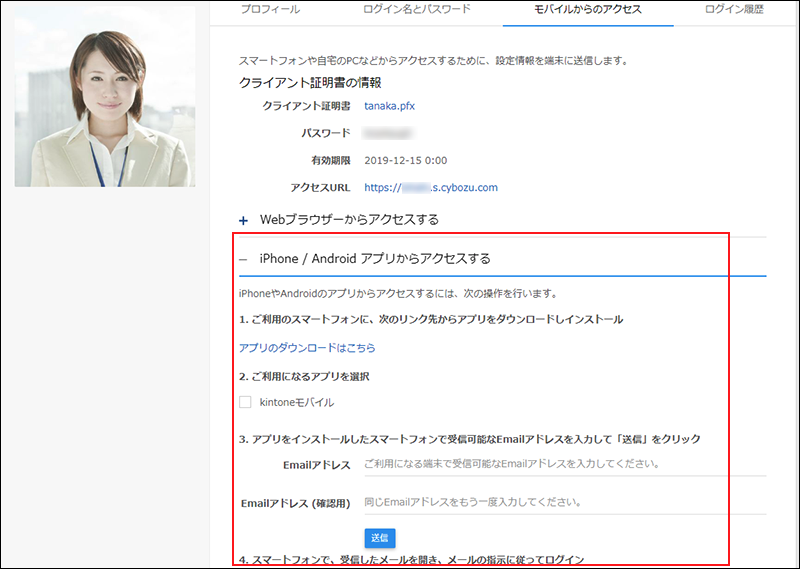 プロフィール
ログイン名とパスワード
モバイルからのアクセス
ログイン履歴
スマートフォンや自宅のPCなどからアクセスするために、設定情報を端末に送信します。
クライアント証明書の情報
クライアント証明書 tanaka.pfx
パスワード
有効期限 2019-12-15 0:00
アクセスURL https:// .s.cybozu.com
+ Webブラウザーからアクセスする
− iPhone / Android アプリからアクセスする
iPhoneやAndroidのアプリからアクセスするには、次の操作を行います。
1. ご利用のスマートフォンに、次のリンク先からアプリをダウンロードしインストール
アプリのダウンロードはこちら
2. ご利用になるアプリを選択
kintoneモバイル
3. アプリをインストールしたスマートフォンで受信可能なEmailアドレスを入力して「送信」をクリック
Emailアドレス ご利用になる端末で受信可能なEmailアドレスを入力してください。
Emailアドレス (確認用) 同じEmailアドレスをもう一度入力してください。
送信
4. スマートフォンで、受信したメールを開き、メールの指示に従ってログイン